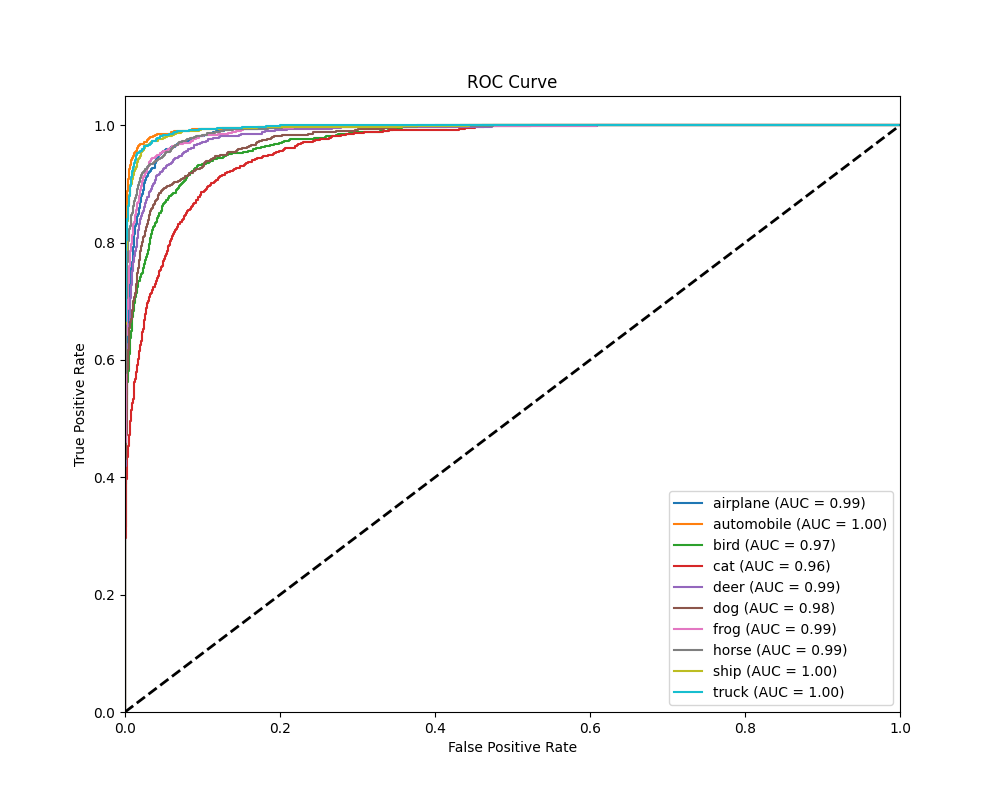 ROC Curve
True Positive Rate
1.0
0.8
0.6
0.4
0.2
0.0
airplane (AUC = 0.99)
automobile (AUC = 1.00)
bird (AUC = 0.97)
cat (AUC = 0.96)
deer (AUC = 0.99)
dog (AUC = 0.98)
frog (AUC = 0.99)
horse (AUC = 0.99)
ship (AUC = 1.00)
truck (AUC = 1.00)
0.0 0.2 0.4 0.6 0.8 1.0
False Positive Rate